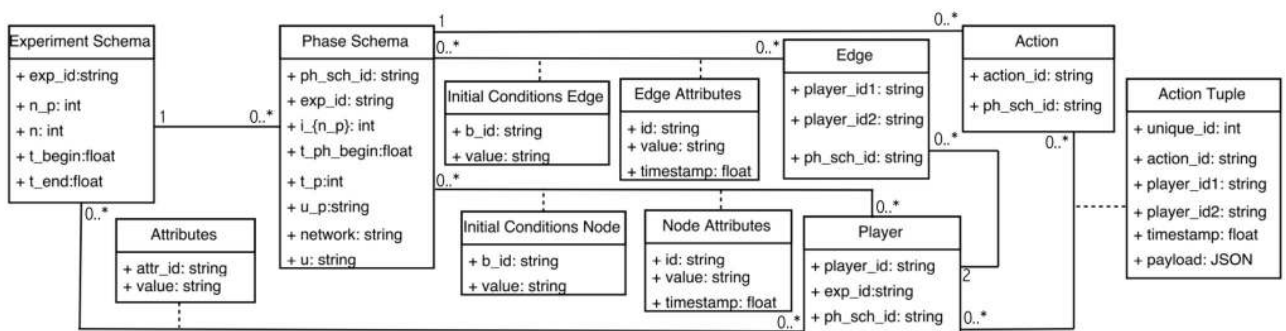 Experiment Schema
+ exp_id:string
+ n_p: int
+ n: int
+ t_begin:float
+ t_end:float
1
0..*
0..*
Phase Schema
+ ph_sch_id: string
+ exp_id: string
+ i_{n_p}: int
+ t_ph_begin:float
+ t_p:int
+ u_p:string
+ network: string
+ u: string
1
0..*
0..*
0..*
0..*
Attributes
+ attr_id: string
+ value: string
Initial Conditions Edge
+ b_id: string
+ value: string
Edge Attributes
+ id: string
+ value: string
+ timestamp: float
Initial Conditions Node
+ b_id: string
+ value: string
Node Attributes
+ id: string
+ value: string
+ timestamp: float
Edge
+ player_id1: string
+ player_id2: string
+ ph_sch_id: string
0..*
2
0..*
Player
+ player_id: string
+ exp_id:string
+ ph_sch_id: string
0..*
0..*
Action
+ action_id: string
+ ph_sch_id: string
0..*
Action Tuple
+ unique_id: int
+ action_id: string
+ player_id1: string
+ player_id2: string
+ timestamp: float
+ payload: JSON